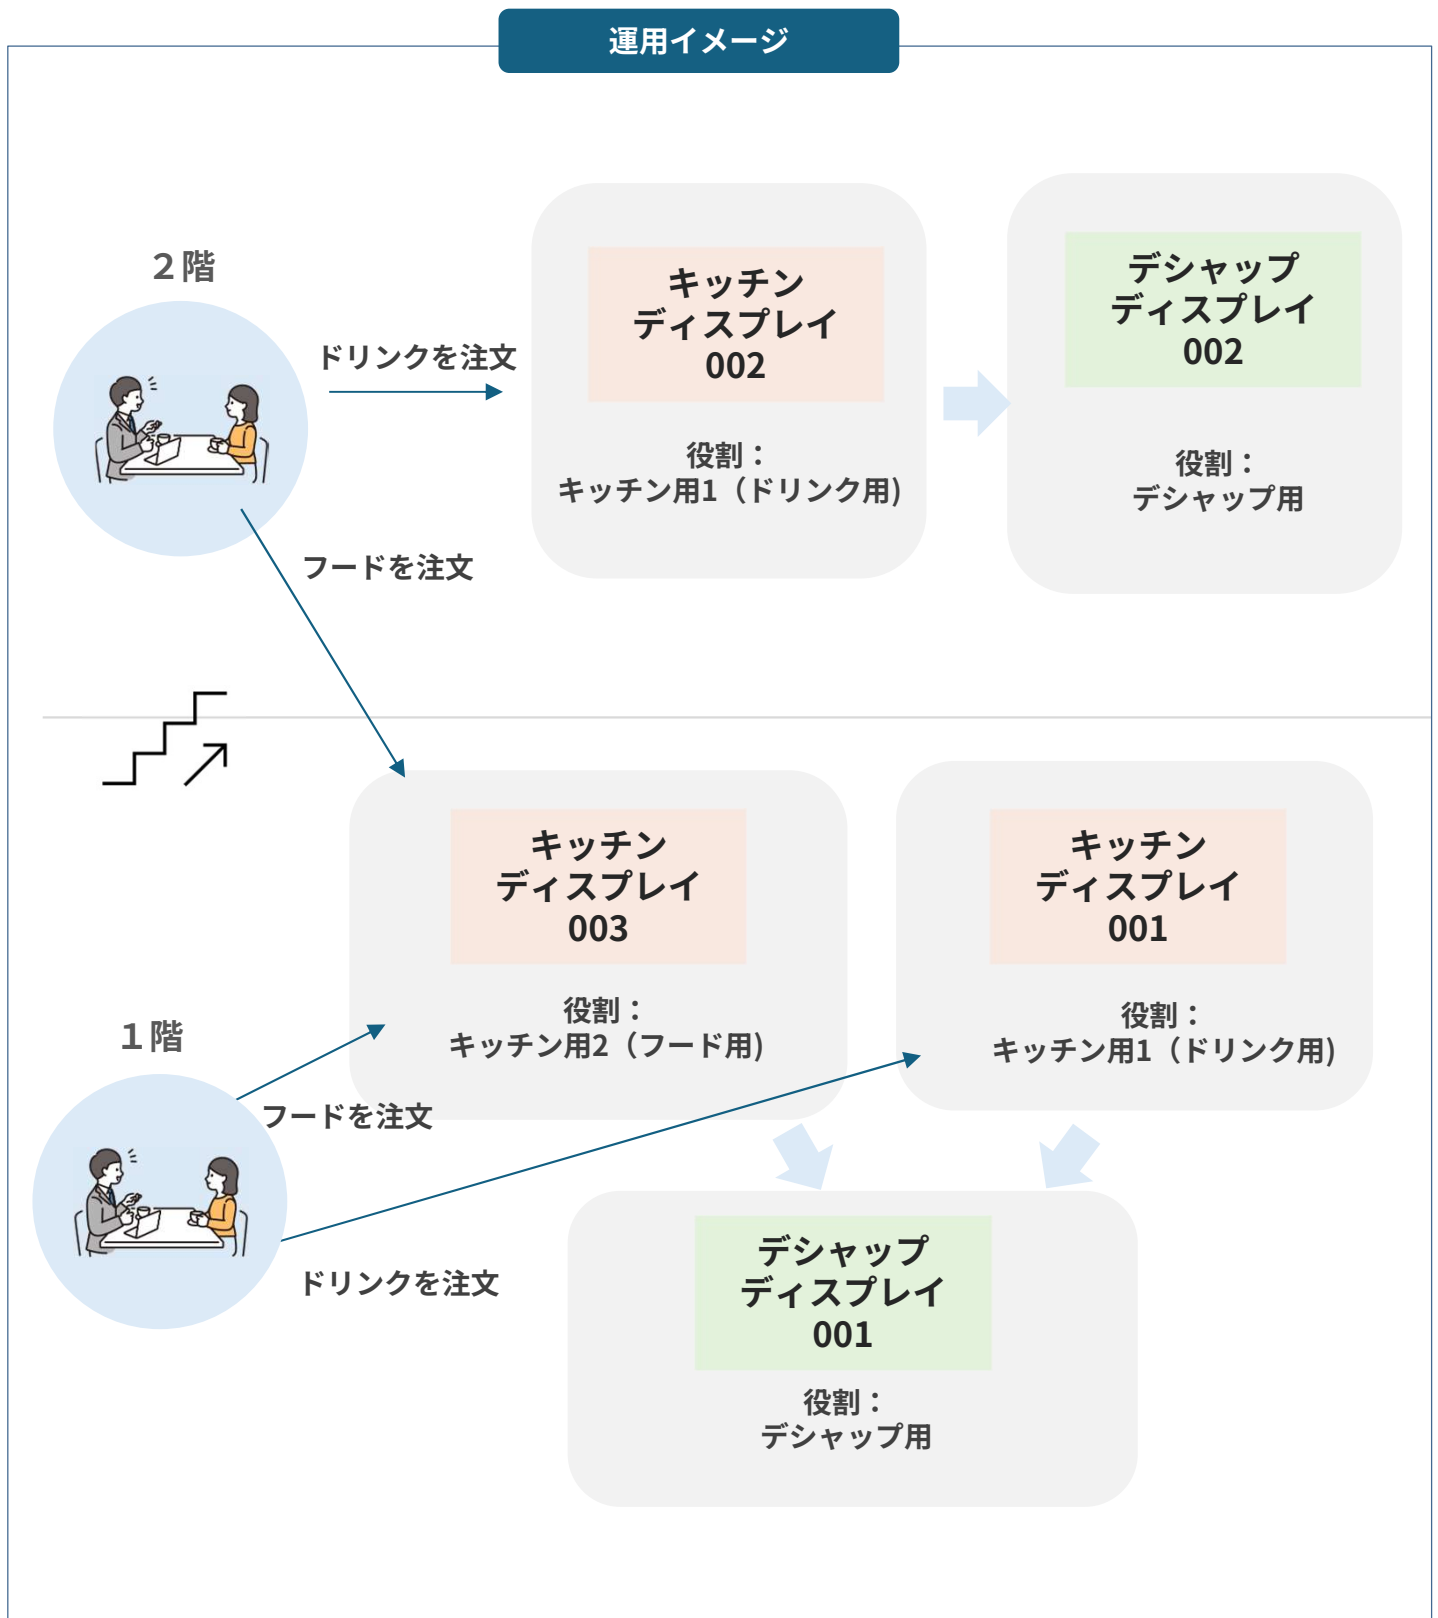 運用イメージ
２階
ドリンクを注文
キッチン
ディスプレイ
002
役割：
キッチン用1（ドリンク用)
デシャップ
ディスプレイ
002
役割：
デシャップ用
フードを注文
キッチン
ディスプレイ
003
役割：
キッチン用2（フード用)
キッチン
ディスプレイ
001
役割：
キッチン用1（ドリンク用)
１階
フードを注文
ドリンクを注文
デシャップ
ディスプレイ
001
役割：
デシャップ用